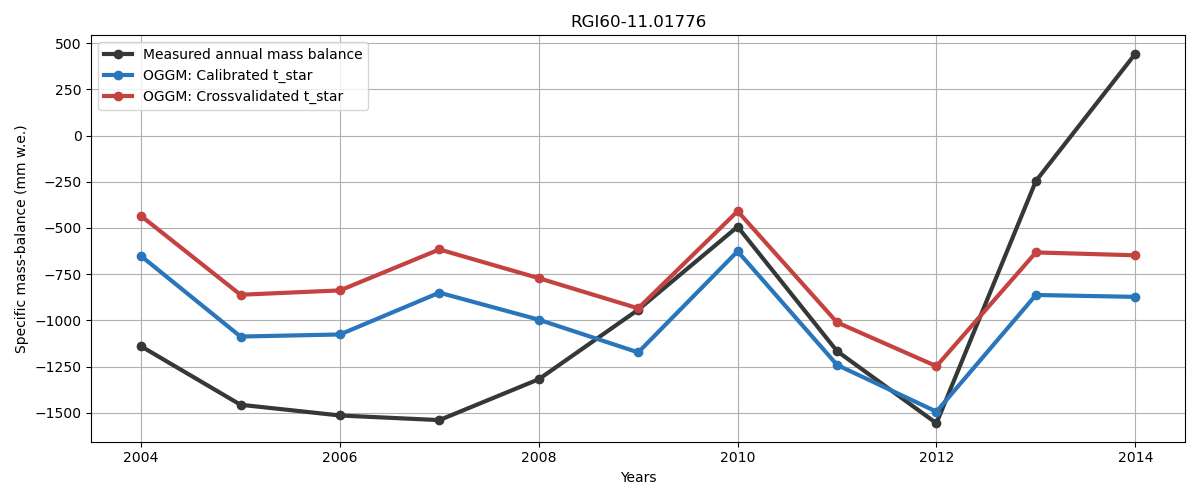 RGI60-11.01776
Measured annual mass balance
OGGM: Calibrated t_star
OGGM: Crossvalidated t_star
Specific mass-balance (mm w.e.)
500
250
0
−250
−500
−750
−1000
−1250
−1500
2004 2006 2008 2010 2012 2014
Years